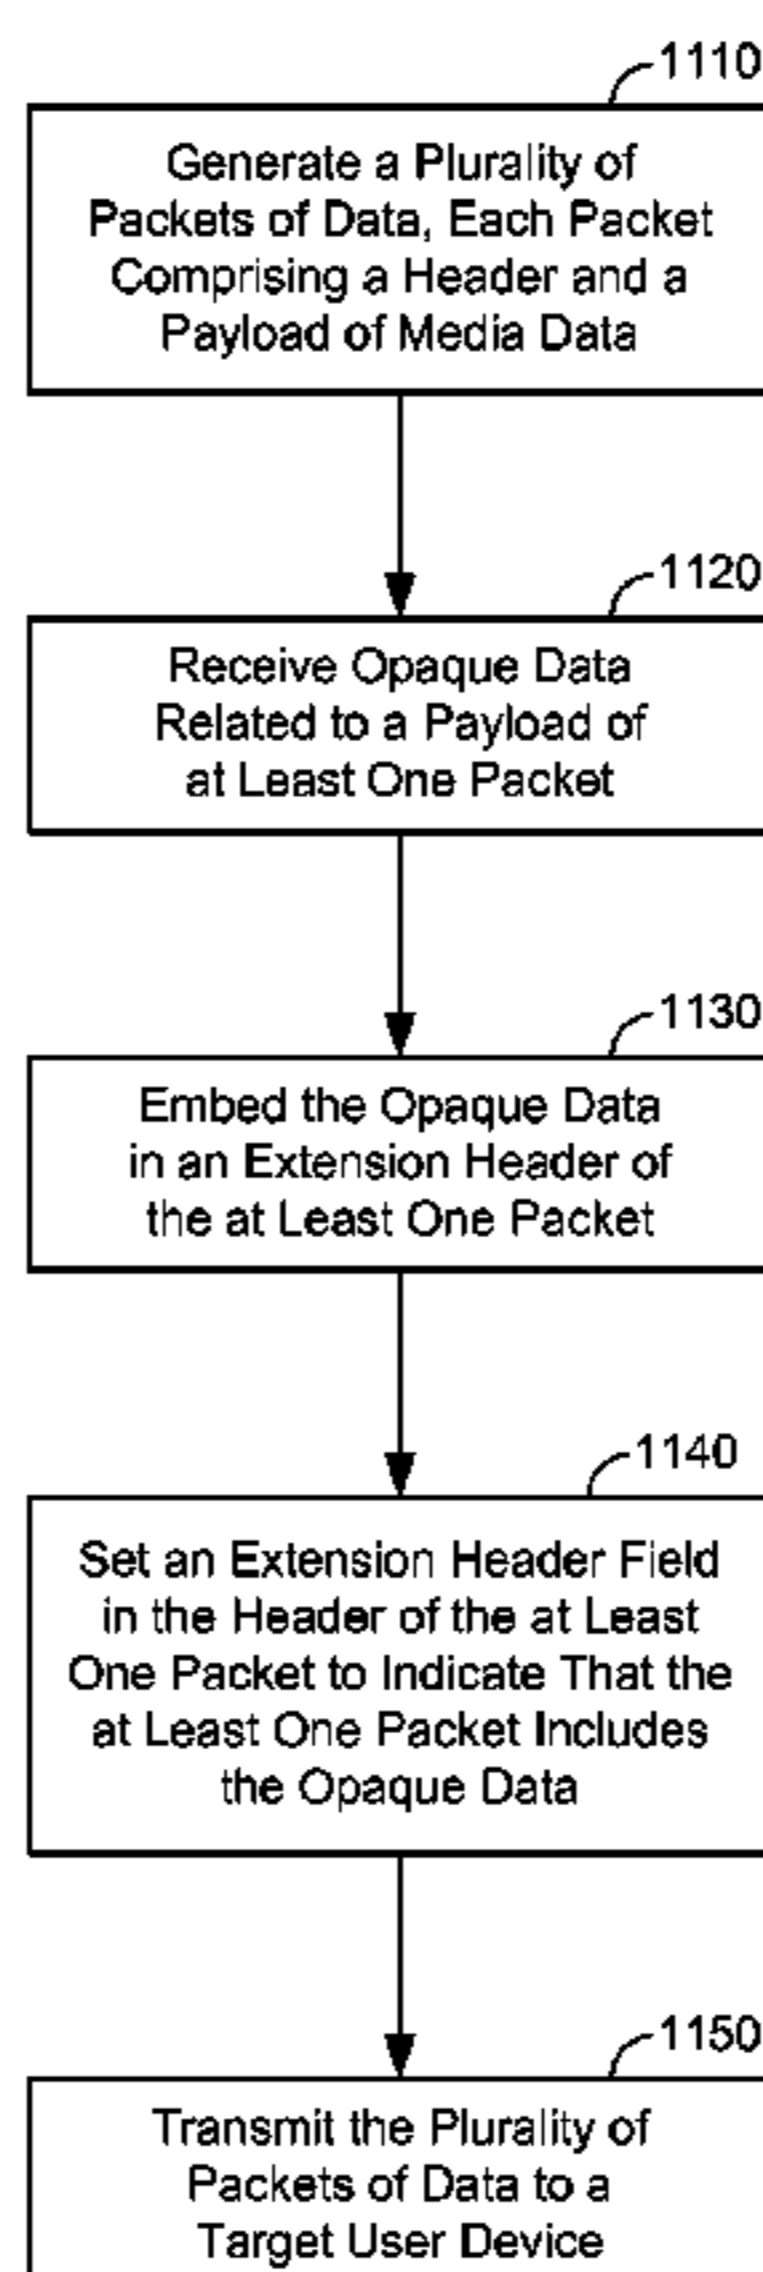 1110
Generate a Plurality of
Packets of Data, Each Packet
Comprising a Header and a
Payload of Media Data
1120
Receive Opaque Data
Related to a Payload of
at Least One Packet
1130
Embed the Opaque Data
in an Extension Header of
the at Least One Packet
1140
Set an Extension Header Field
in the Header of the at Least
One Packet to Indicate That the
at Least One Packet Includes
the Opaque Data
1150
Transmit the Plurality of
Packets of Data to a
Target User Device